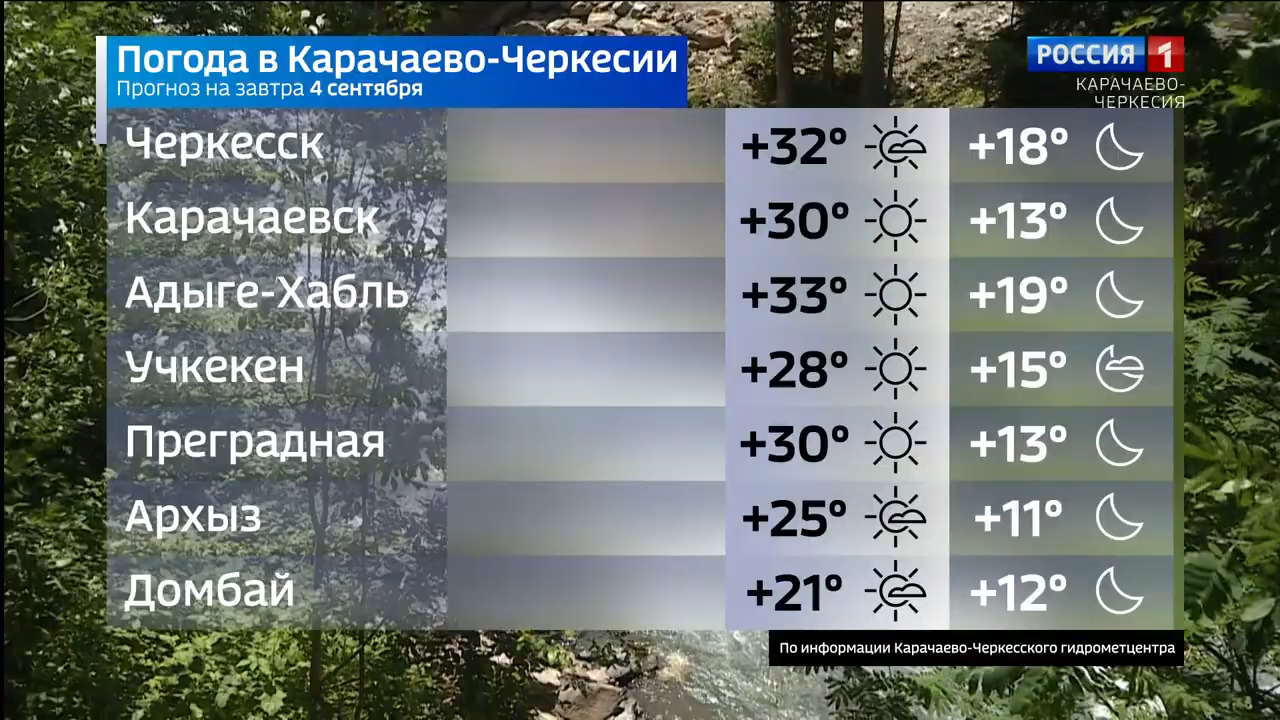 Погода в Карачаево-Черкесии
Прогноз на завтра 4 сентября
РОССИЯ 1
КАРАЧАЕВО-
ЧЕРКЕСИЯ
Черкесск +32° +18°
Карачаевск +30° +13°
Адыге-Хабль +33° +19°
Учкекен +28° +15°
Преградная +30° +13°
Архыз +25° +11°
Домбай +21° +12°
По информации Карачаево-Черкесского гидрометцентра